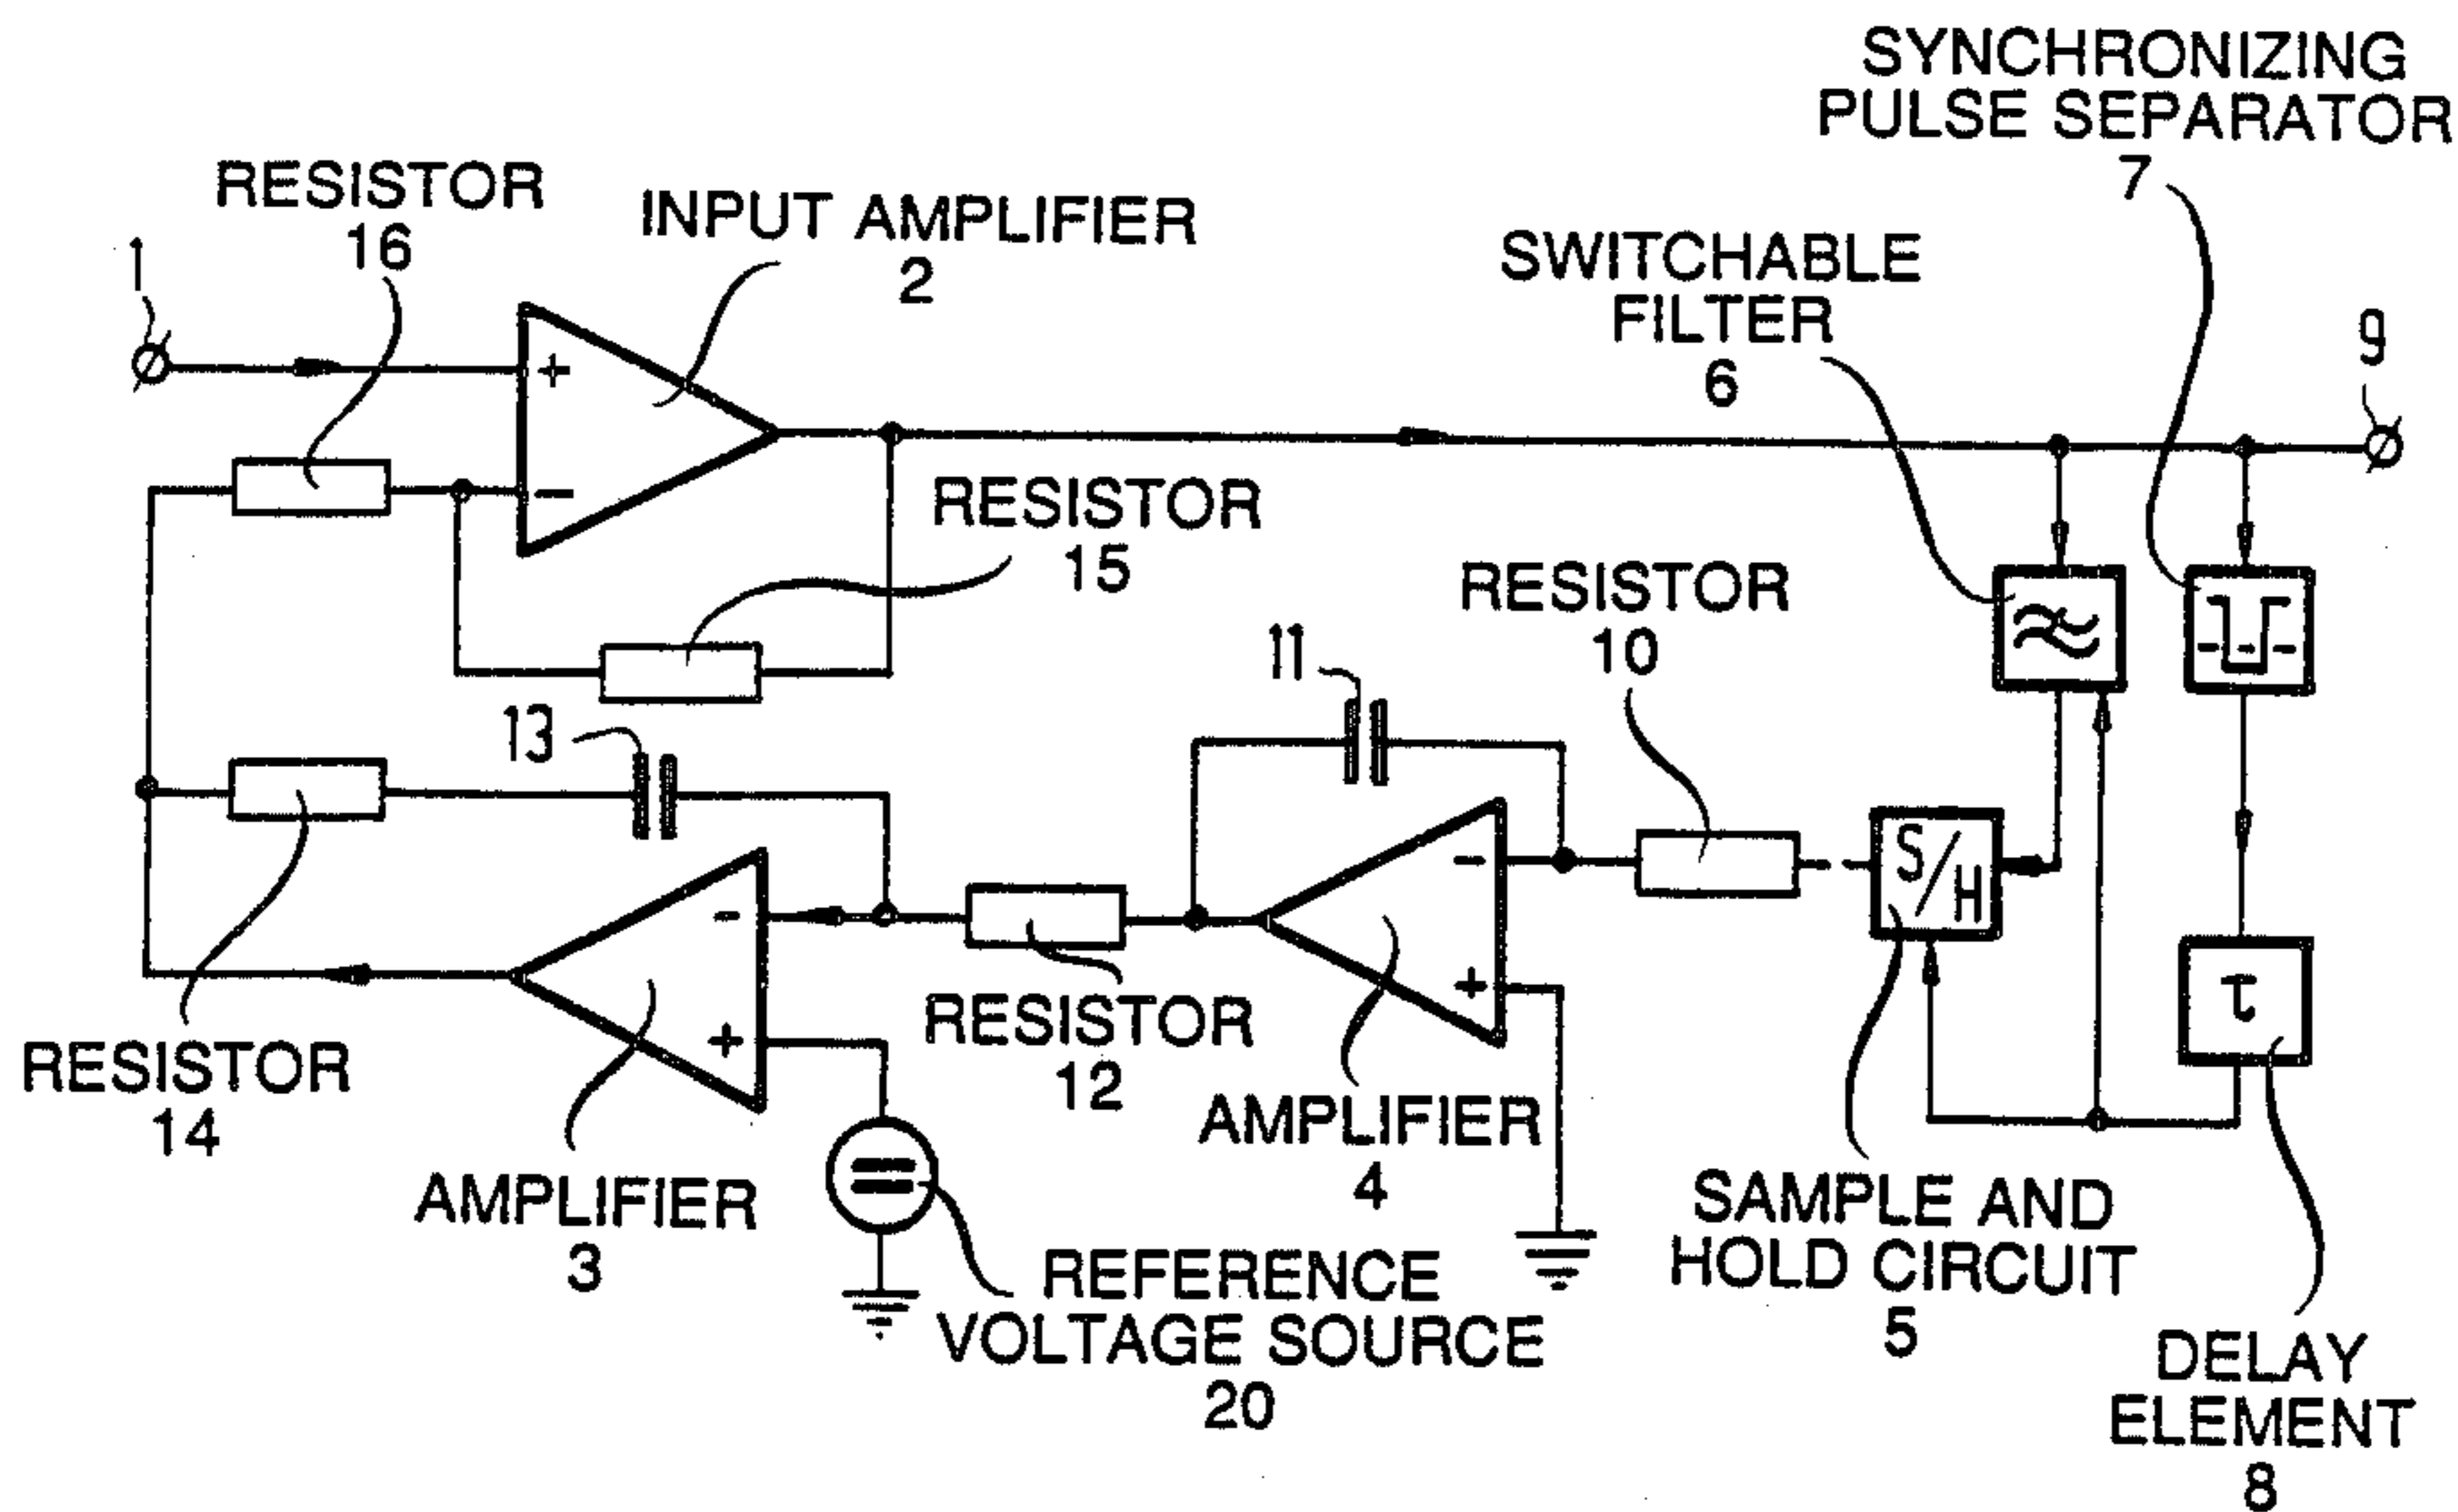 SYNCHRONIZING
PULSE SEPARATOR
7
RESISTOR
16
INPUT AMPLIFIER
2
1
SWITCHABLE
FILTER
6
9
+
-
RESISTOR
15
RESISTOR
10
11
13
S/H
-
+
-
+
τ
RESISTOR
12
RESISTOR
14
AMPLIFIER
4
AMPLIFIER
3
SAMPLE AND
HOLD CIRCUIT
5
REFERENCE
VOLTAGE SOURCE
20
DELAY
ELEMENT
8